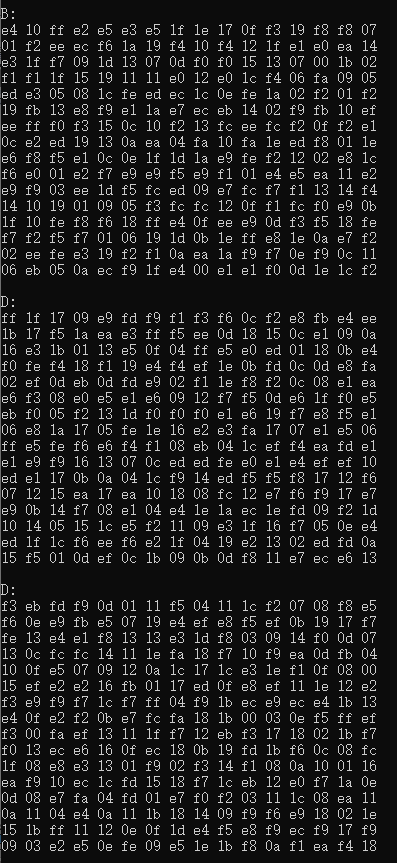 B:
e4 10 ff e2 e5 e3 e5 1f 1e 17 0f f3 19 f8 f8 07
01 f2 ee ec f6 1a 19 f4 10 f4 12 1f e1 e0 ea 14
e3 1f f7 09 1d 13 07 0d f0 f0 15 13 07 00 1b 02
f1 f1 1f 15 19 11 11 e0 12 e0 1c f4 06 fa 09 05
ed e3 05 08 1c fe ed ec 1c 0e fe 1a 02 f2 01 f2
19 fb 13 e8 f9 e1 1a e7 ec eb 14 02 f9 fb 10 ef
ee ff f0 f3 15 0c 10 f2 13 fc ee fc f2 0f f2 e1
0c e2 ed 19 13 0a ea 04 fa 10 fa 1e ed f8 01 1e
e6 f8 f5 e1 0c 0e 1f 1d 1a e9 fe f2 12 02 e8 1c
f6 e0 01 e2 f7 e9 e9 f5 e9 f1 01 e4 e5 ea 11 e2
e9 f9 03 ee 1d f5 fc ed 09 e7 fc f7 f1 13 14 f4
14 10 19 01 09 05 f3 fc fc 12 0f f1 fc f0 e9 0b
1f 10 fe f8 f6 18 ff e4 0f ee e9 0d f3 f5 18 fe
f7 f2 f5 f7 01 06 19 1d 0b 1e ff e8 1e 0a e7 f2
02 ee fe e3 19 f2 f1 0a ea 1a f9 f7 0e f9 0c 11
06 eb 05 0a ec f9 1f e4 00 e1 e1 f0 0d 1e 1c f2
D:
ff 1f 17 09 e9 fd f9 f1 f3 f6 0c f2 e8 fb e4 ee
1b 17 f5 1a ea e3 ff f5 ee 0d 18 15 0c e1 09 0a
16 e3 1b 01 13 e5 0f 04 ff e5 e0 ed 01 18 0b e4
f0 fe f4 18 f1 19 e4 f4 ef 1e 0b fd 0c 0d e8 fa
02 ef 0d eb 0d fd e9 02 f1 1e f8 f2 0c 08 e1 ea
e6 f3 08 e0 e5 e1 e6 09 12 f7 f5 0d e6 1f f0 e5
eb f0 05 f2 13 1d f0 f0 f0 e1 e6 19 f7 e8 f5 e1
06 e8 1a 17 05 fe 1e 16 e2 e3 fa 17 07 e1 e5 06
ff e5 fe f6 e6 f4 f1 08 eb 04 1c ef f4 ea fd e1
e1 e9 f9 16 13 07 0c ed ed fe e0 e1 e4 ef ef 10
ed e1 17 0b 0a 04 1c f9 14 ed f5 f5 f8 17 12 f6
07 12 15 ea 17 ea 10 18 08 fc 12 e7 f6 f9 17 e7
e9 0b 14 f7 08 e1 04 e4 1e 1a ec 1e fd 09 f2 1d
10 14 05 15 1c e5 f2 11 09 e3 1f 16 f7 05 0e e4
ed 1f 1c f6 ee f6 e2 1f 04 19 e2 13 02 ed fd 0a
15 f5 01 0d ef 0c 1b 09 0b 0d f8 11 e7 ec e6 13
D:
f3 eb fd f9 0d 01 11 f5 04 11 1c f2 07 08 f8 e5
f6 0e e9 fb e5 07 19 e4 ef e8 f5 ef 0b 19 17 f7
fe 13 e4 e1 f8 13 13 e3 1d f8 03 09 14 f0 0d 07
13 0c fc fc 14 11 1e fa 18 f7 10 f9 ea 0d fb 04
10 0f e5 07 09 12 0a 1c 17 1c e3 1e f1 0f 08 00
15 ef e2 e2 16 fb 01 17 ed 0f e8 ef 11 1e 12 e2
f3 e9 f9 f7 1c f7 ff 04 f9 1b ec e9 ec e4 1b 13
e4 0f e2 f2 0b e7 fc fa 18 1b 00 03 0e f5 ff ef
f3 00 fa ef 13 11 1f f7 12 eb f3 17 18 02 1b f7
f0 13 ec e6 16 0f ec 18 0b 19 fd 1b f6 0c 08 fc
1f 08 e8 e3 13 01 f9 02 f3 14 f1 08 0a 10 01 16
ea f9 10 ec 1c fd 15 18 f7 1c eb 12 e0 f7 1a 0e
0d 08 e7 fa 04 fd 01 e7 f0 f2 03 11 1c 08 ea 11
0a 11 04 e4 0a 11 1b 18 14 09 f9 f6 e9 18 02 1e
15 1b ff 11 12 0e 0f 1d e4 f5 e8 f9 ec f9 17 f9
09 03 e2 e5 0e fe 09 e5 1e 1b f8 0a f1 ea f4 18